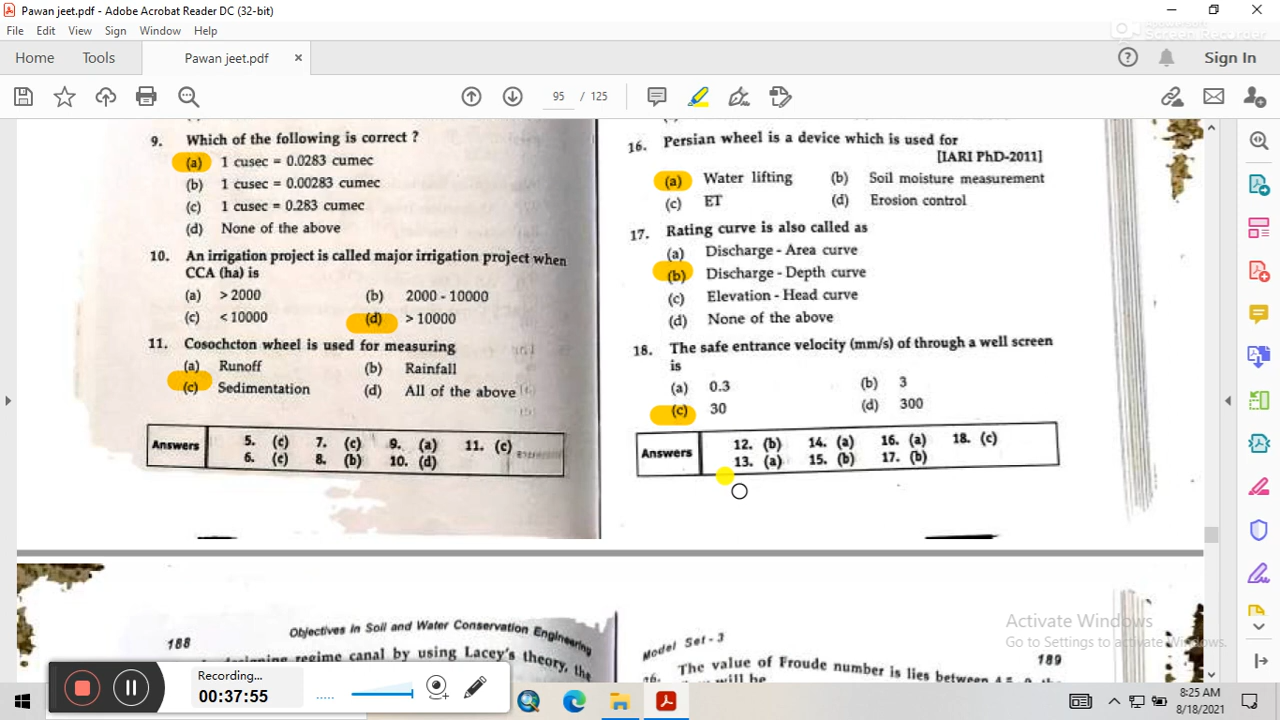 Pawan jeet.pdf - Adobe Acrobat Reader DC (32-bit)
Screen Recorder
File Edit View Sign Window Help
Home Tools Pawan jeet.pdf × Sign In
95 / 125
9. Which of the following is correct ?
(a) 1 cusec = 0.0283 cumec
(b) 1 cusec = 0.00283 cumec
(c) 1 cusec = 0.283 cumec
(d) None of the above
10. An irrigation project is called major irrigation project when
CCA (ha) is
(a) > 2000 (b) 2000 - 10000
(c) < 10000 (d) > 10000
11. Cosochcton wheel is used for measuring
(a) Runoff (b) Rainfall
(c) Sedimentation (d) All of the above
Answers
5. (c) 7. (c) 9. (a) 11. (c)
6. (c) 8. (b) 10. (d)
16. Persian wheel is a device which is used for
[IARI PhD-2011]
(a) Water lifting (b) Soil moisture measurement
(c) ET (d) Erosion control
17. Rating curve is also called as
(a) Discharge - Area curve
(b) Discharge - Depth curve
(c) Elevation - Head curve
(d) None of the above
18. The safe entrance velocity (mm/s) of through a well screen
is
(a) 0.3 (b) 3
(c) 30 (d) 300
Answers
12. (b) 14. (a) 16. (a) 18. (c)
13. (a) 15. (b) 17. (b)
188 Objectives in Soil and Water Conservation Engineering
designing regime canal by using Lacey's theory, the
Model Set - 3 189
The value of Froude number is lies between 4.5
will be
Activate Windows
Go to Settings to activate Windows.
Recording...
00:37:55
8:25 AM
8/18/2021